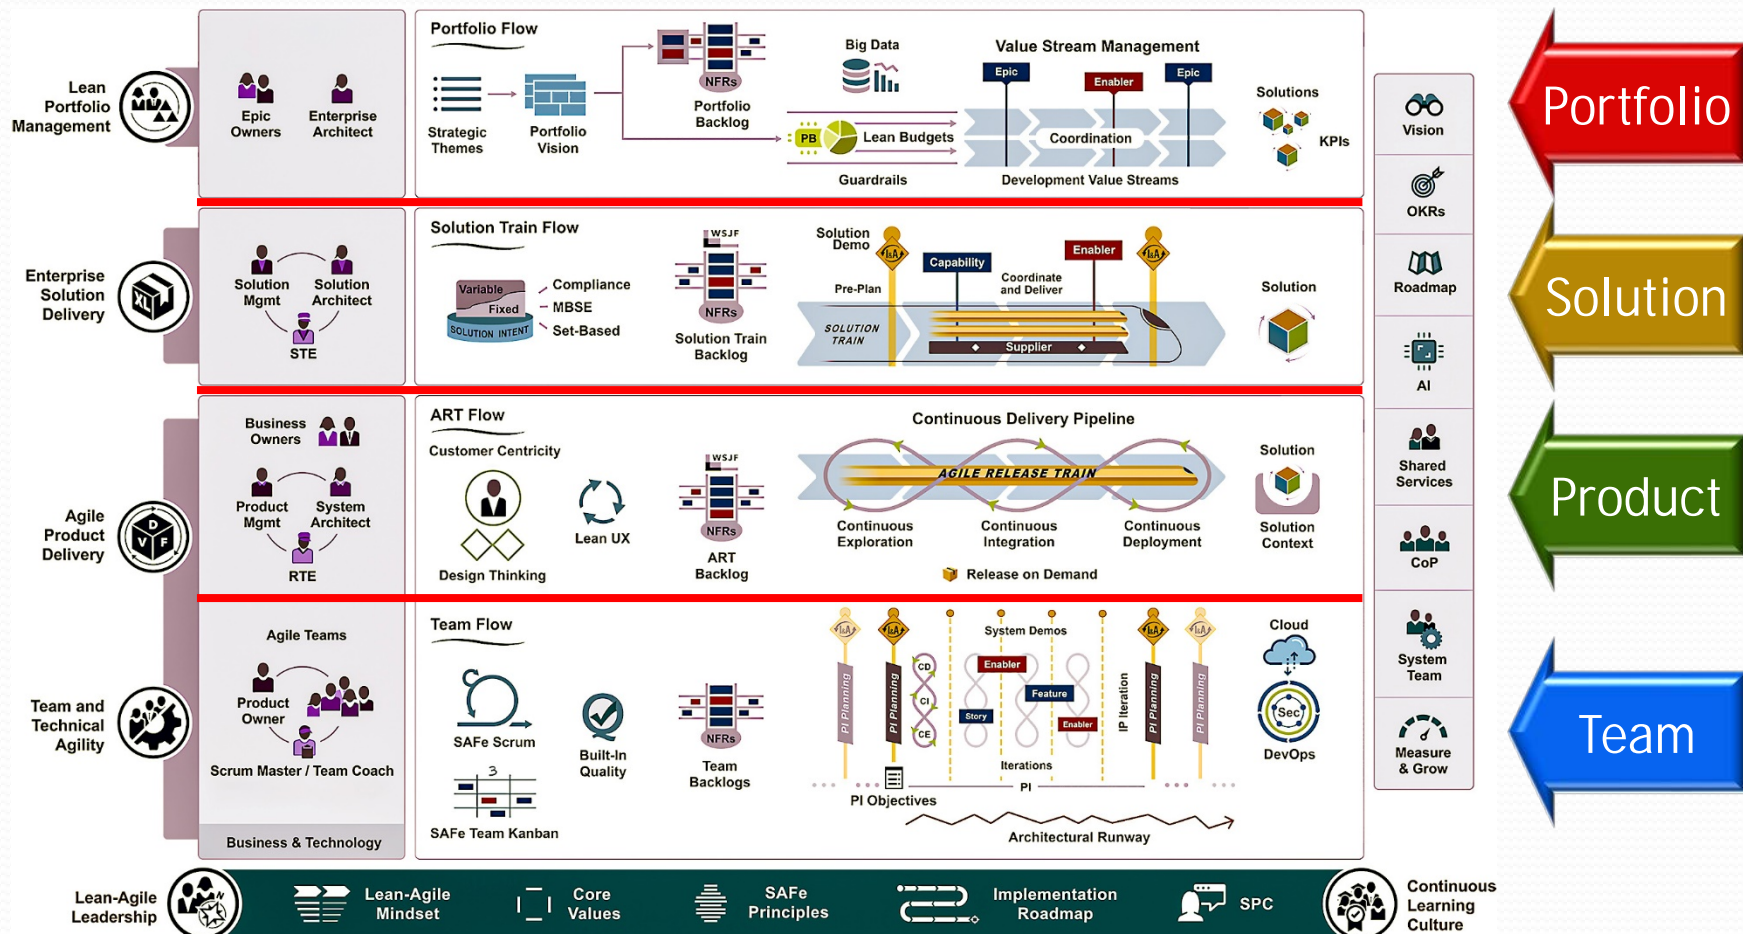 Lean
Portfolio
Management
Epic
Owners
Enterprise
Architect
Portfolio Flow
Strategic
Themes
Portfolio
Vision
NFRs
Portfolio
Backlog
Big Data
PB
Lean Budgets
Guardrails
Value Stream Management
Epic
Enabler
Epic
Coordination
Development Value Streams
Solutions
KPIs
Enterprise
Solution
Delivery
XL
Solution
Mgmt
Solution
Architect
STE
Solution Train Flow
Variable
Fixed
SOLUTION INTENT
Compliance
MBSE
Set-Based
WSJF
NFRs
Solution Train
Backlog
Solution
Demo
I&A
Pre-Plan
Capability
Coordinate
and Deliver
Enabler
I&A
SOLUTION
TRAIN
Supplier
Solution
Agile
Product
Delivery
D
V F
Business
Owners
Product
Mgmt
System
Architect
RTE
ART Flow
Customer Centricity
Design Thinking
Lean UX
WSJF
NFRs
ART
Backlog
Continuous Delivery Pipeline
AGILE RELEASE TRAIN
Continuous
Exploration
Continuous
Integration
Continuous
Deployment
Release on Demand
Solution
Solution
Context
Team and
Technical
Agility
Agile Teams
Product
Owner
Scrum Master / Team Coach
Business & Technology
Team Flow
SAFe Scrum
3
SAFe Team Kanban
Built-In
Quality
NFRs
Team
Backlogs
I&A
PI Planning
I&A
PI Planning
CD
CI
CE
PI Objectives
System Demos
Enabler
Feature
Story
Enabler
Iterations
PI
IP Iteration
I&A
PI Planning
I&A
PI Planning
Architectural Runway
Cloud
Sec
DevOps
Vision
OKRs
Roadmap
AI
Shared
Services
CoP
System
Team
Measure
& Grow
Portfolio
Solution
Product
Team
Lean-Agile
Leadership
N
Lean-Agile
Mindset
Core
Values
SAFe
Principles
Implementation
Roadmap
SPC
Continuous
Learning
Culture